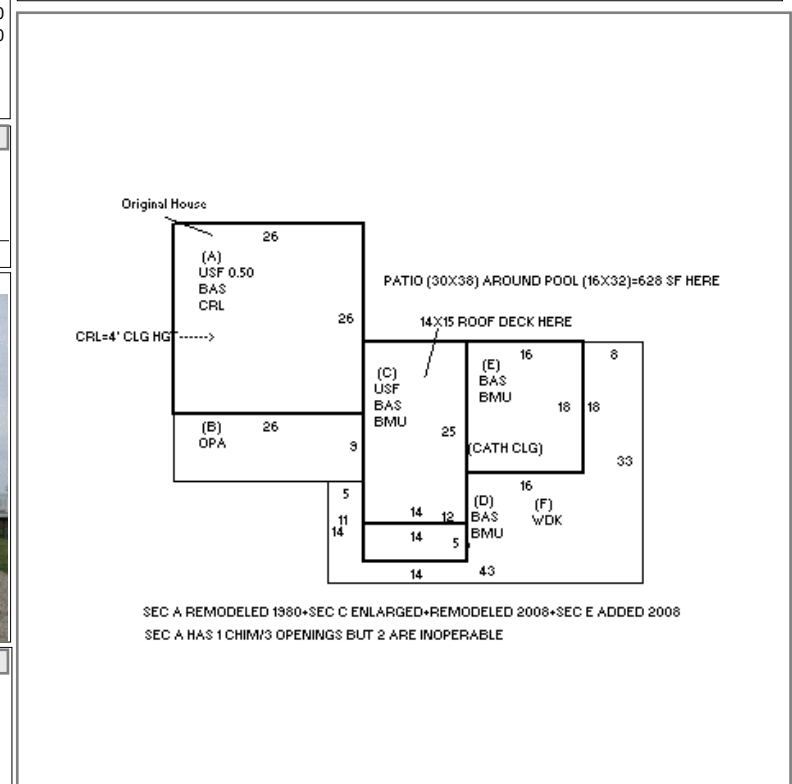 0
0
Original House
26
(A)
USF 0.50
BAS
CRL
26
PATIO (30X38) AROUND POOL (16X32)=628 SF HERE
14X15 ROOF DECK HERE
CRL=4' CLG HGT ----->
16
8
(E)
BAS
BMU
(C)
USF
BAS
BMU
18
18
(B)
OPA
26
9
25
(CATH CLG)
33
16
5
(D)
BAS
BMU
(F)
WDK
14
12
11
14
14
5
14
43
SEC A REMODELED 1980+SEC C ENLARGED+REMODELED 2008+SEC E ADDED 2008
SEC A HAS 1 CHIM/3 OPENINGS BUT 2 ARE INOPERABLE